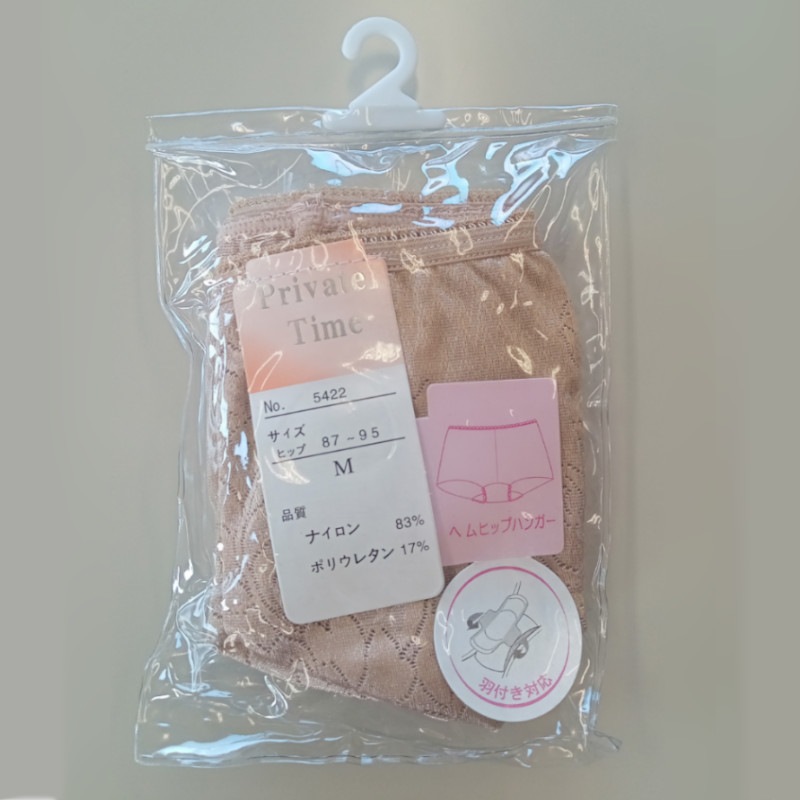 Private
Time
No. 5422
サイズ
ヒップ 87-95
M
品質
ナイロン 83%
ポリウレタン 17%
ヘムヒップハンガー
羽付き対応